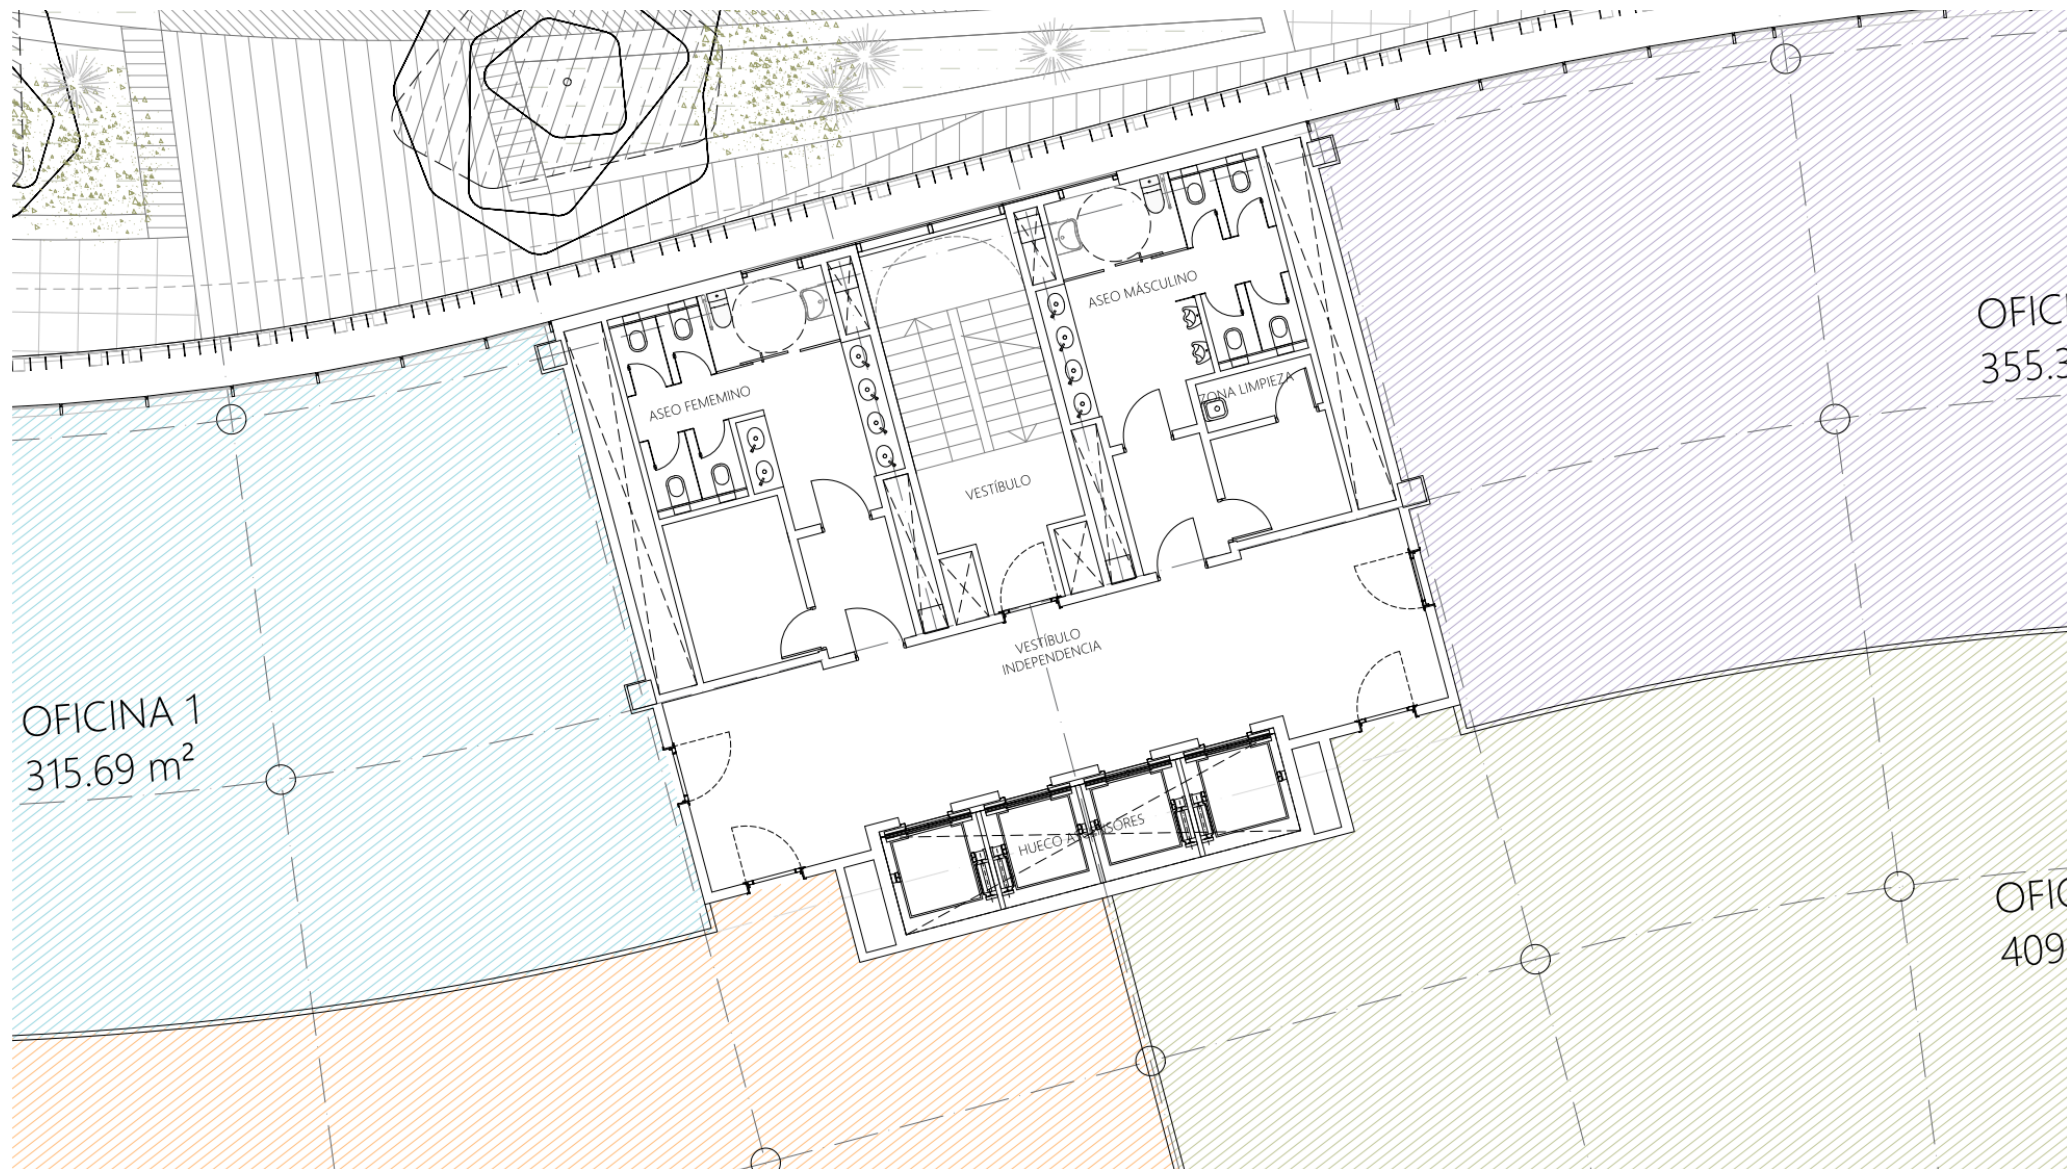 ASEO MÁSCULINO
OFIC
355.3
ZONA LIMPIEZA
ASEO FEMEMINO
VESTÍBULO
VESTÍBULO
INDEPENDENCIA
OFICINA 1
315.69 m²
HUECO ASCENSORES
OFIC
409